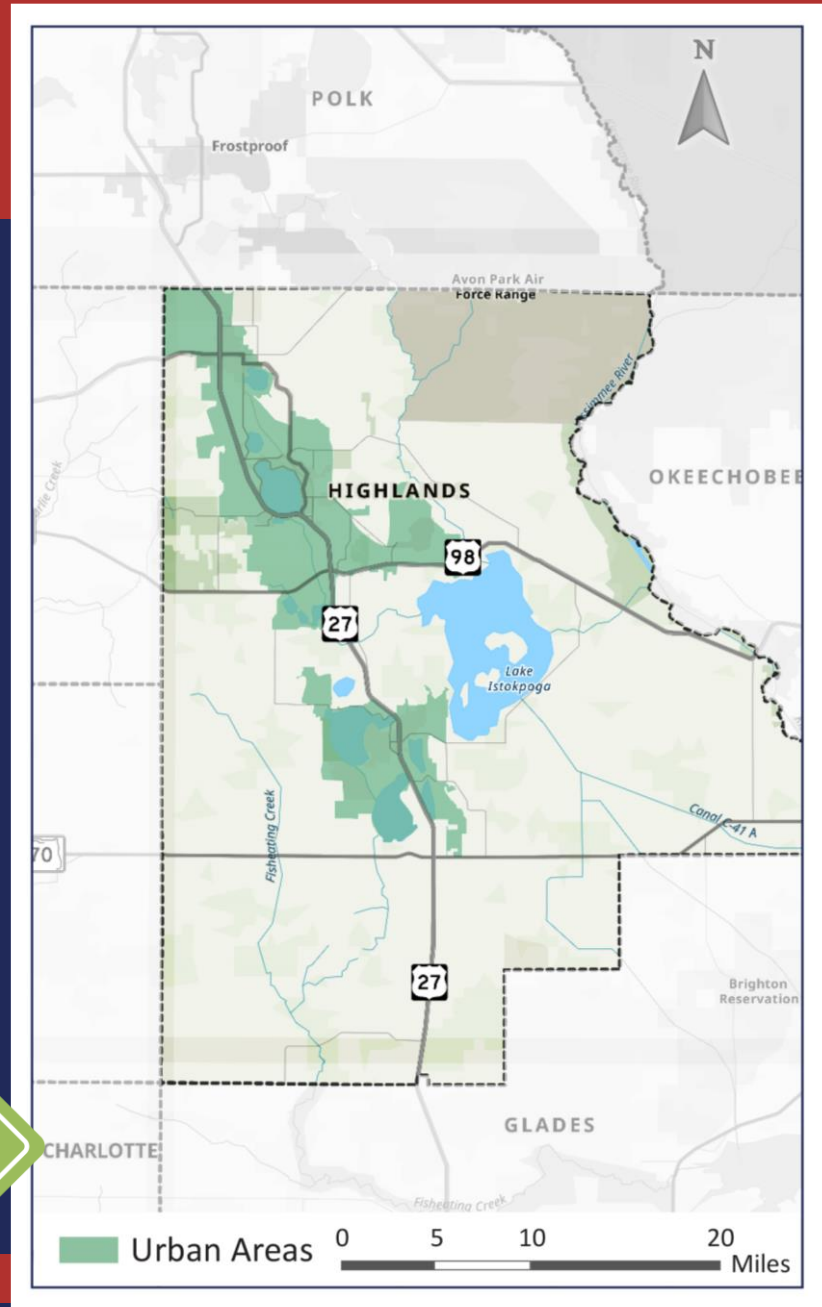 N
POLK
Frostproof
Avon Park Air
Force Range
HIGHLANDS
OKEECHOBEE
98
27
Lake
Istokpoga
Fisheating Creek
Canal C-41 A
70
27
Brighton
Reservation
GLADES
CHARLOTTE
Fisheating Creek
Urban Areas
0 5 10 20
Miles